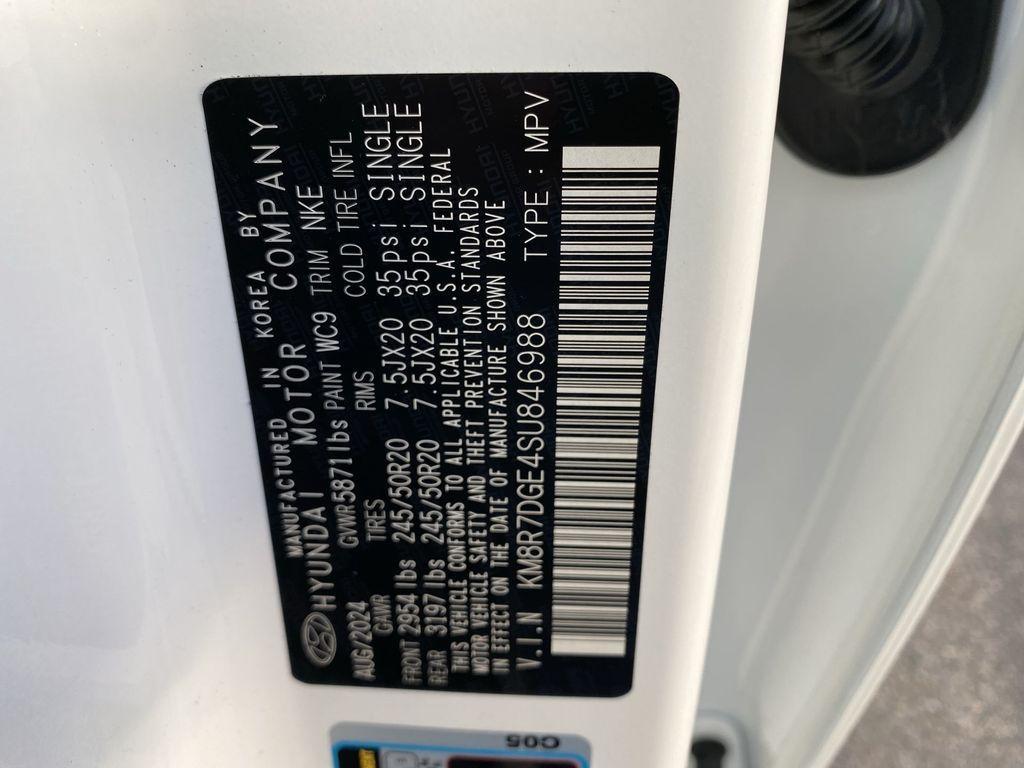 MANUFACTURED IN KOREA BY
HYUNDAI MOTOR COMPANY
AUG/2024 GVWR 5871lbs PAINT WC9 TRIM NKE
GAWR TIRES RIMS COLD TIRE INFL
FRONT 2954 lbs 245/50R20 7.5JX20 35psi SINGLE
REAR 3197 lbs 245/50R20 7.5JX20 35psi SINGLE
THIS VEHICLE CONFORMS TO ALL APPLICABLE U.S.A. FEDERAL
MOTOR VEHICLE SAFETY AND THEFT PREVENTION STANDARDS
IN EFFECT ON THE DATE OF MANUFACTURE SHOWN ABOVE
V.I.N KM8R7DGE4SU846988 TYPE : MPV
C05